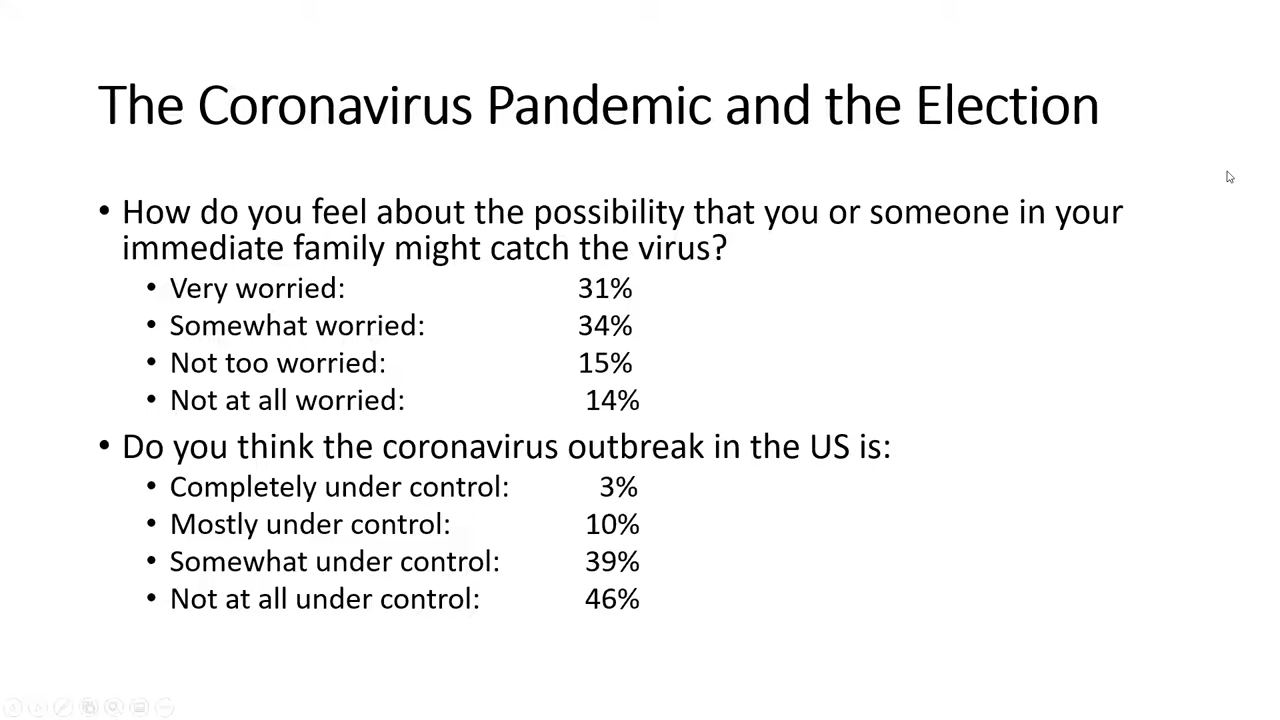 The Coronavirus Pandemic and the Election
• How do you feel about the possibility that you or someone in your
immediate family might catch the virus?
• Very worried: 31%
• Somewhat worried: 34%
• Not too worried: 15%
• Not at all worried: 14%
• Do you think the coronavirus outbreak in the US is:
• Completely under control: 3%
• Mostly under control: 10%
• Somewhat under control: 39%
• Not at all under control: 46%